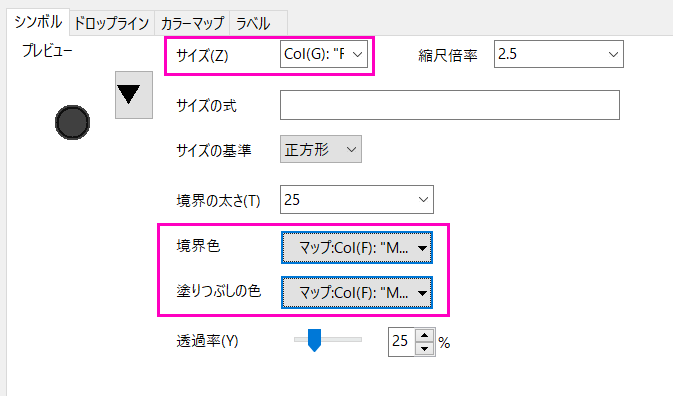 シンボル ドロップライン カラーマップ ラベル
プレビュー
サイズ(Z) Col(G): "F 縮尺倍率 2.5
サイズの式
サイズの基準 正方形
境界の太さ(T) 25
境界色 マップ:Col(F): "M...
塗りつぶしの色 マップ:Col(F): "M...
透過率(Y) 25 %